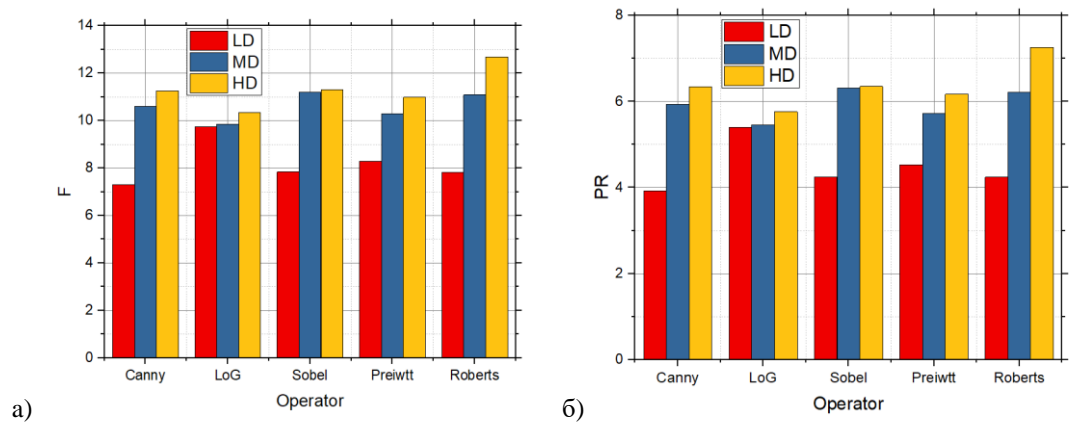 14
12
10
8
6
4
2
0
F
LD
MD
HD
Canny LoG Sobel Preiwtt Roberts
Operator
а)
8
6
4
2
0
PR
LD
MD
HD
Canny LoG Sobel Preiwtt Roberts
Operator
б)